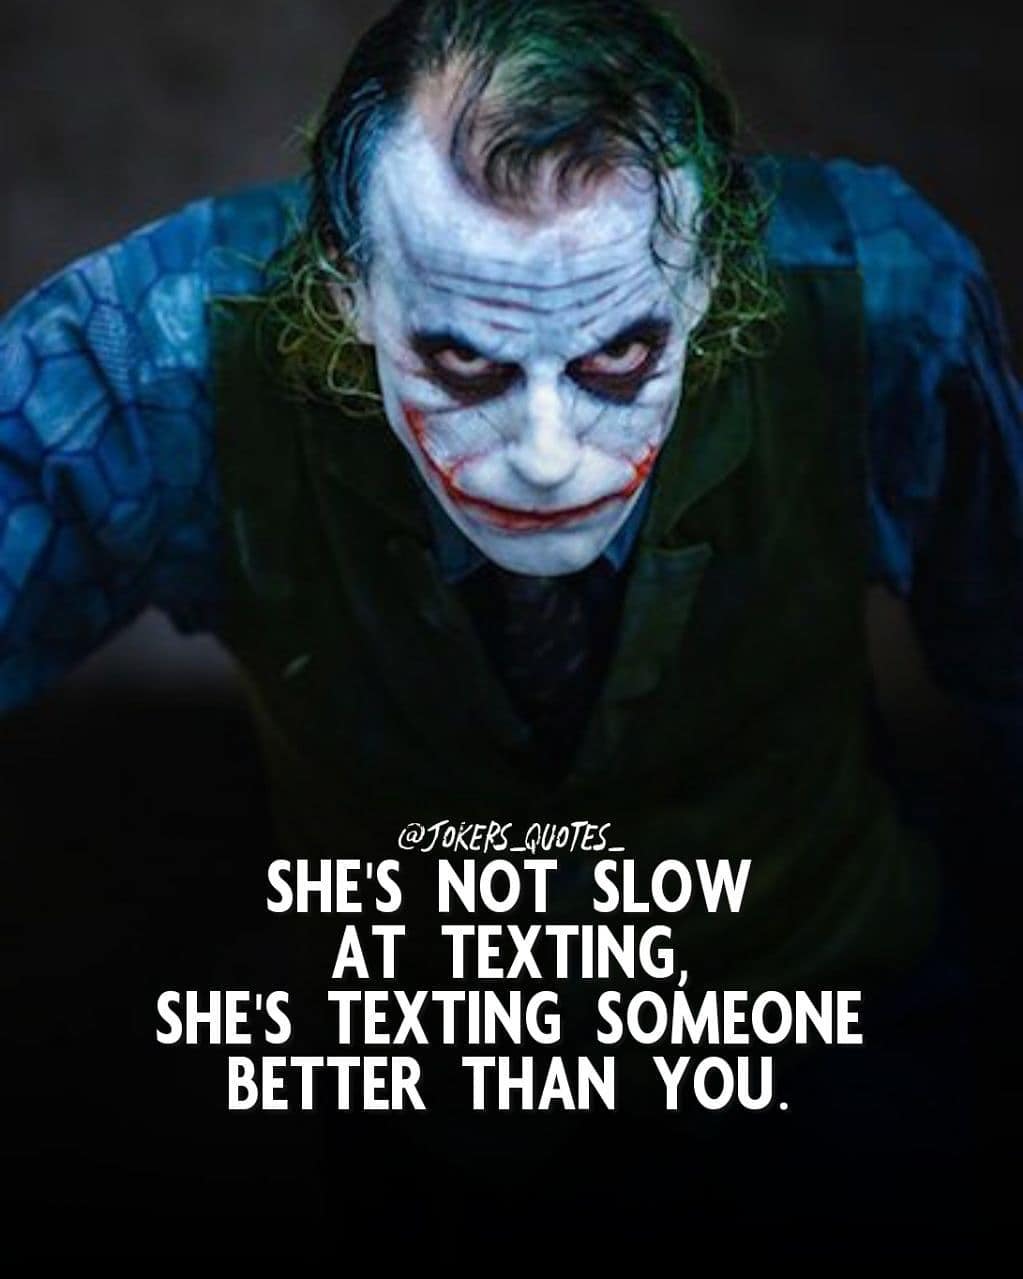 @JOKERS_QUOTES_
SHE'S NOT SLOW
AT TEXTING,
SHE'S TEXTING SOMEONE
BETTER THAN YOU.